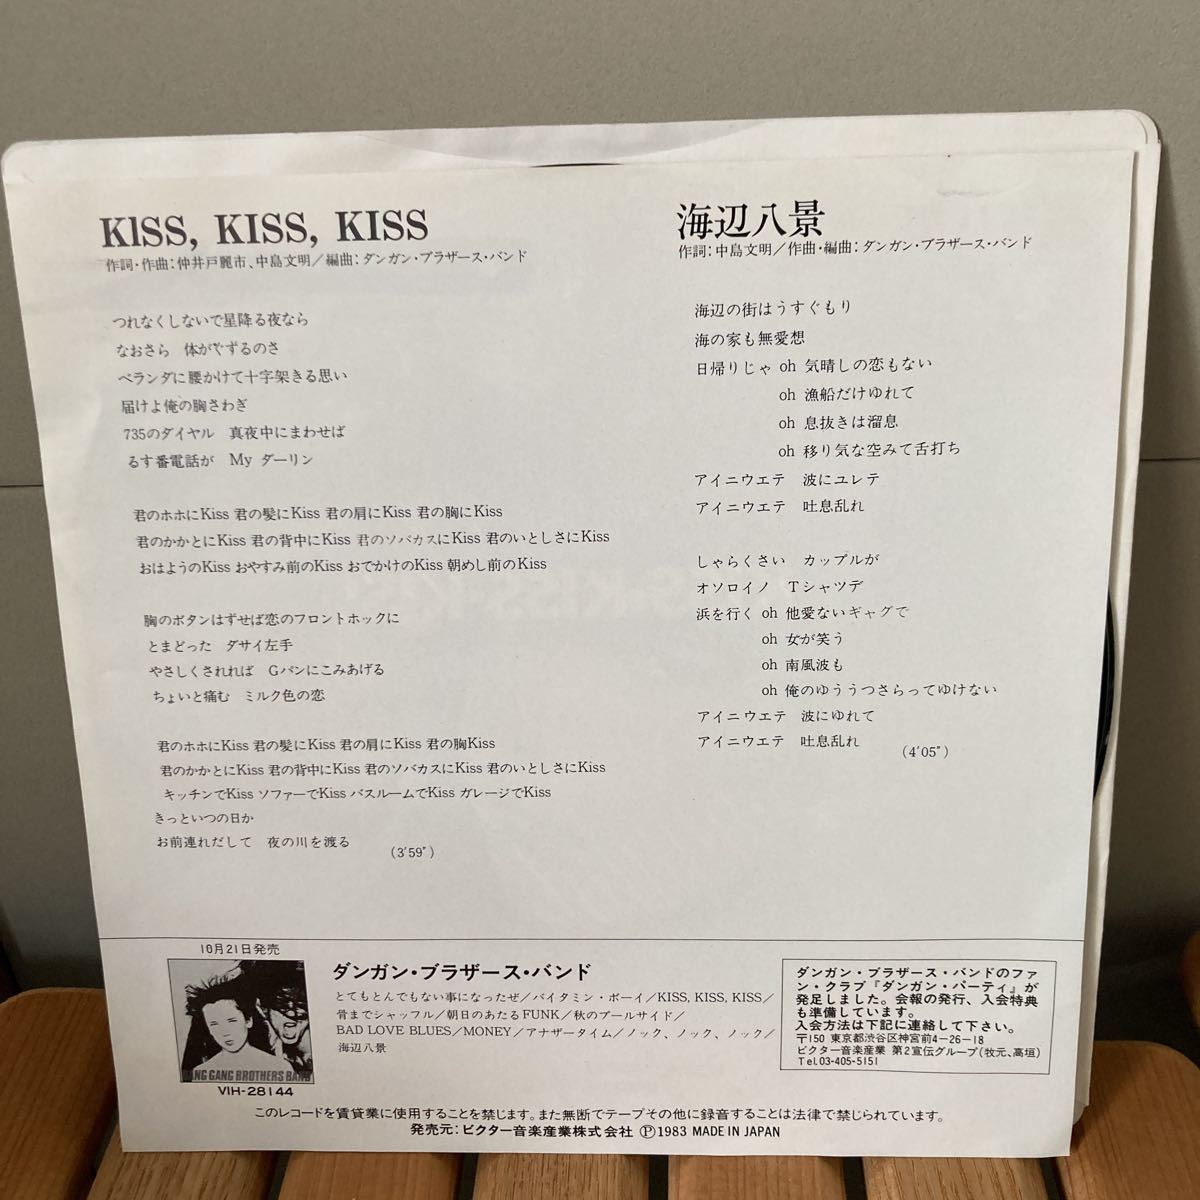 KISS, KISS, KISS
作詞・作曲:仲井戸麗市、中島文明/編曲:ダンガン・ブラザース・バンド
つれなくしないで星降る夜なら
なおさら 体がぐずるのさ
ベランダに腰かけて十字架きる思い
届けよ俺の胸さわぎ
735のダイヤル 真夜中にまわせば
るす番電話が My ダーリン
君のホホにKiss 君の髪にKiss 君の肩にKiss 君の胸にKiss
君のかかとにKiss 君の背中にKiss 君のソバカスにKiss 君のいとしさにKiss
おはようのKiss おやすみ前のKiss おでかけのKiss 朝めし前のKiss
胸のボタンはずせば恋のフロントホックに
とまどった ダサイ左手
やさしくされれば Gパンにこみあげる
ちょいと痛む ミルク色の恋
君のホホにKiss 君の髪にKiss 君の肩にKiss 君の胸Kiss
君のかかとにKiss 君の背中にKiss 君のソバカスにKiss 君のいとしさにKiss
キッチンでKiss ソファーでKiss バスルームでKiss ガレージでKiss
きっといつの日か
お前連れだして 夜の川を渡る
(3′59″)
海辺八景
作詞:中島文明/作曲・編曲:ダンガン・ブラザース・バンド
海辺の街はうすぐもり
海の家も無愛想
日帰りじゃ oh 気晴しの恋もない
oh 漁船だけゆれて
oh 息抜きは溜息
oh 移り気な空みて舌打ち
アイニウエテ 波にユレテ
アイニウエテ 吐息乱れ
しゃらくさい カップルが
オソロイノ Tシャツデ
浜を行く oh 他愛ないギャグで
oh 女が笑う
oh 南風波も
oh 俺のゆううつさらってゆけない
アイニウエテ 波にゆれて
アイニウエテ 吐息乱れ
(4′05″)
10月21日発売
GANG BROTHERS BAND
VIH-28144
ダンガン・ブラザース・バンド
とてもとんでもない事になったぜ/バイタミン・ボーイ/KISS, KISS, KISS/
骨までシャッフル/朝日のあたるFUNK/秋のプールサイド/
BAD LOVE BLUES/MONEY/アナザータイム/ノック、ノック、ノック/
海辺八景
ダンガン・ブラザース・バンドのファ
ン・クラブ『ダンガン・パーティ』が
発足しました。会報の発行、入会特典
も準備しています。
入会方法は下記に連絡して下さい。
〒150 東京都渋谷区神宮前4-26-18
ビクター音楽産業 第2宣伝グループ(牧元、高垣)
Tel.03-405-5151
このレコードを賃貸業に使用することを禁じます。また無断でテープその他に録音することは法律で禁じられています。
発売元:ビクター音楽産業株式会社 Ⓟ1983 MADE IN JAPAN